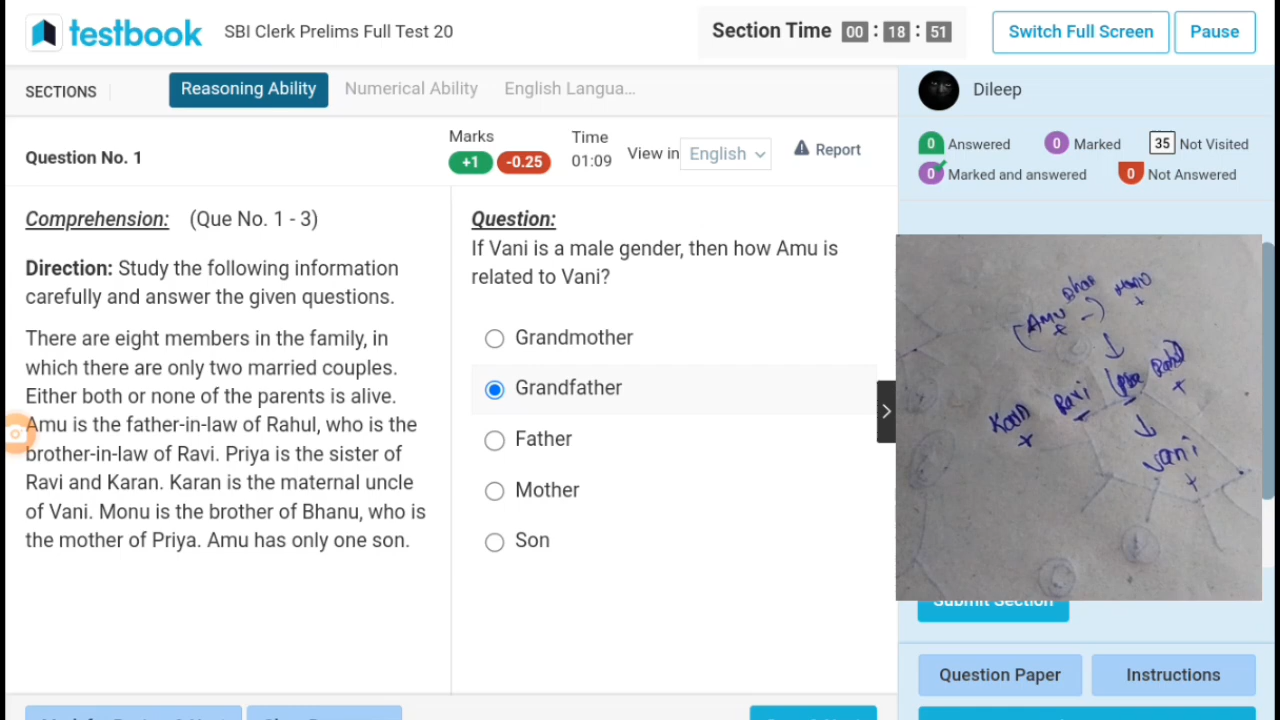 testbook
SBI Clerk Prelims Full Test 20
Section Time 00 : 18 : 51
Switch Full Screen
Pause
SECTIONS
Reasoning Ability
Numerical Ability
English Langua...
Dileep
0 Answered
0 Marked
35 Not Visited
0 Marked and answered
0 Not Answered
Question No. 1
Marks
+1 -0.25
Time
01:09
View in English
Report
Comprehension: (Que No. 1 - 3)
Direction: Study the following information
carefully and answer the given questions.
There are eight members in the family, in
which there are only two married couples.
Either both or none of the parents is alive.
Amu is the father-in-law of Rahul, who is the
brother-in-law of Ravi. Priya is the sister of
Ravi and Karan. Karan is the maternal uncle
of Vani. Monu is the brother of Bhanu, who is
the mother of Priya. Amu has only one son.
Question:
If Vani is a male gender, then how Amu is
related to Vani?
Grandmother
Grandfather
Father
Mother
Son
(Amu -)
+
Monu
+
Karan
+
Ravi
-
Vani
+
Submit Section
Question Paper
Instructions